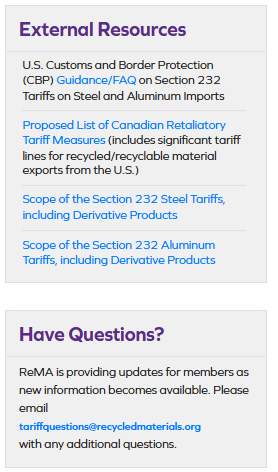 External Resources
U.S. Customs and Border Protection
(CBP) Guidance/FAQ on Section 232
Tariffs on Steel and Aluminum Imports
Proposed List of Canadian Retaliatory
Tariff Measures (includes significant tariff
lines for recycled/recyclable material
exports from the U.S.)
Scope of the Section 232 Steel Tariffs,
including Derivative Products
Scope of the Section 232 Aluminum
Tariffs, including Derivative Products
Have Questions?
ReMA is providing updates for members as
new information becomes available. Please
email
tariffquestions@recycledmaterials.org
with any additional questions.